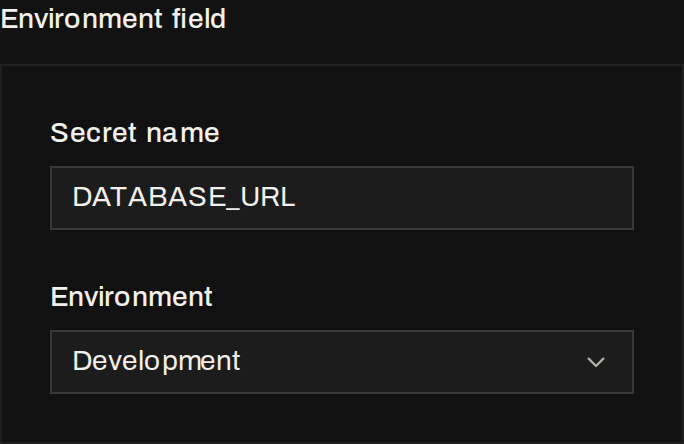 Environment field
Secret name
DATABASE_URL
Environment
Development